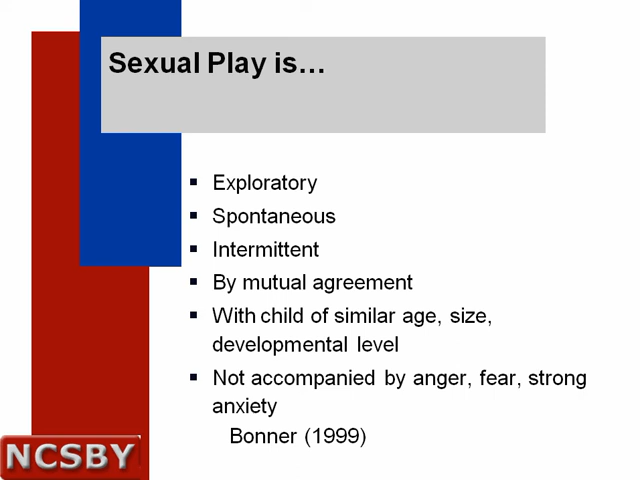 Sexual Play is…
▪ Exploratory
▪ Spontaneous
▪ Intermittent
▪ By mutual agreement
▪ With child of similar age, size,
developmental level
▪ Not accompanied by anger, fear, strong
anxiety
Bonner (1999)
NCSBY